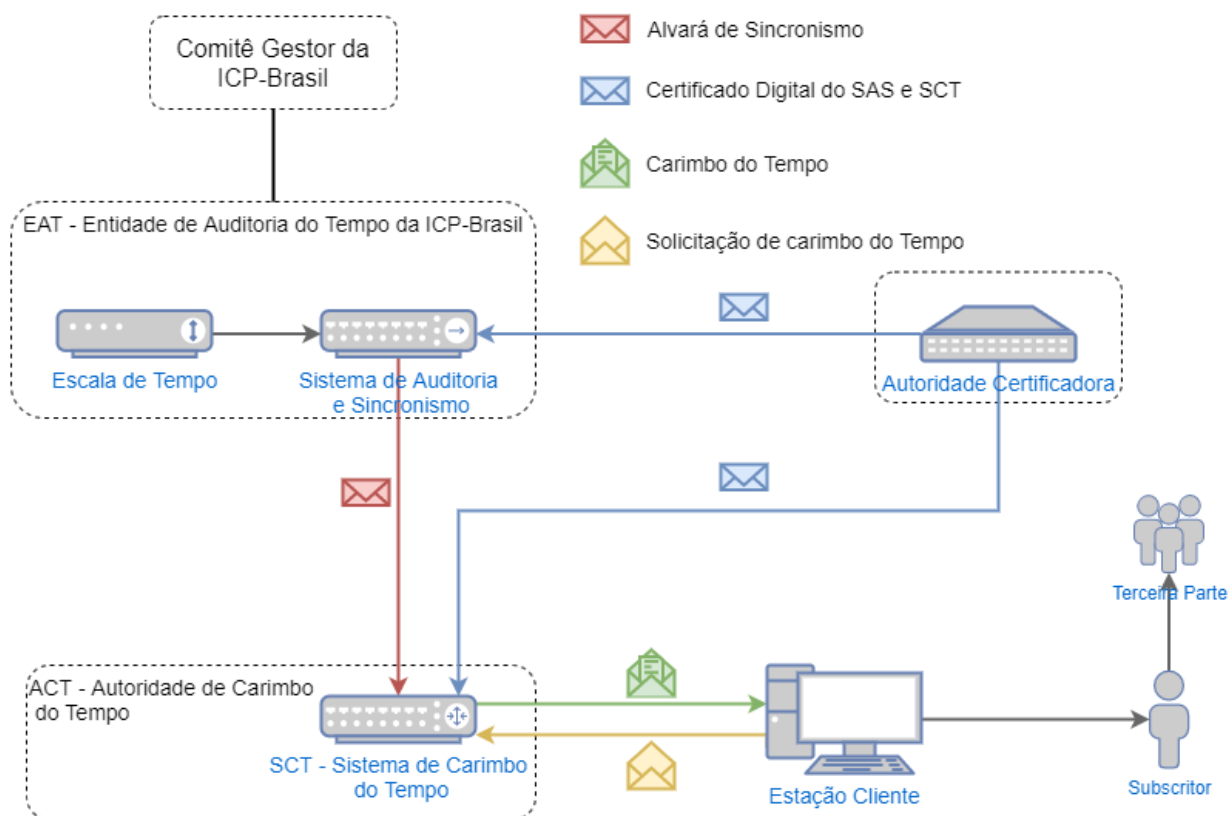 Comitê Gestor da
ICP-Brasil
Alvará de Sincronismo
Certificado Digital do SAS e SCT
Carimbo do Tempo
Solicitação de carimbo do Tempo
EAT - Entidade de Auditoria do Tempo da ICP-Brasil
Escala de Tempo
Sistema de Auditoria
e Sincronismo
Autoridade Certificadora
Terceira Parte
ACT - Autoridade de Carimbo
do Tempo
SCT - Sistema de Carimbo
do Tempo
Estação Cliente
Subscritor